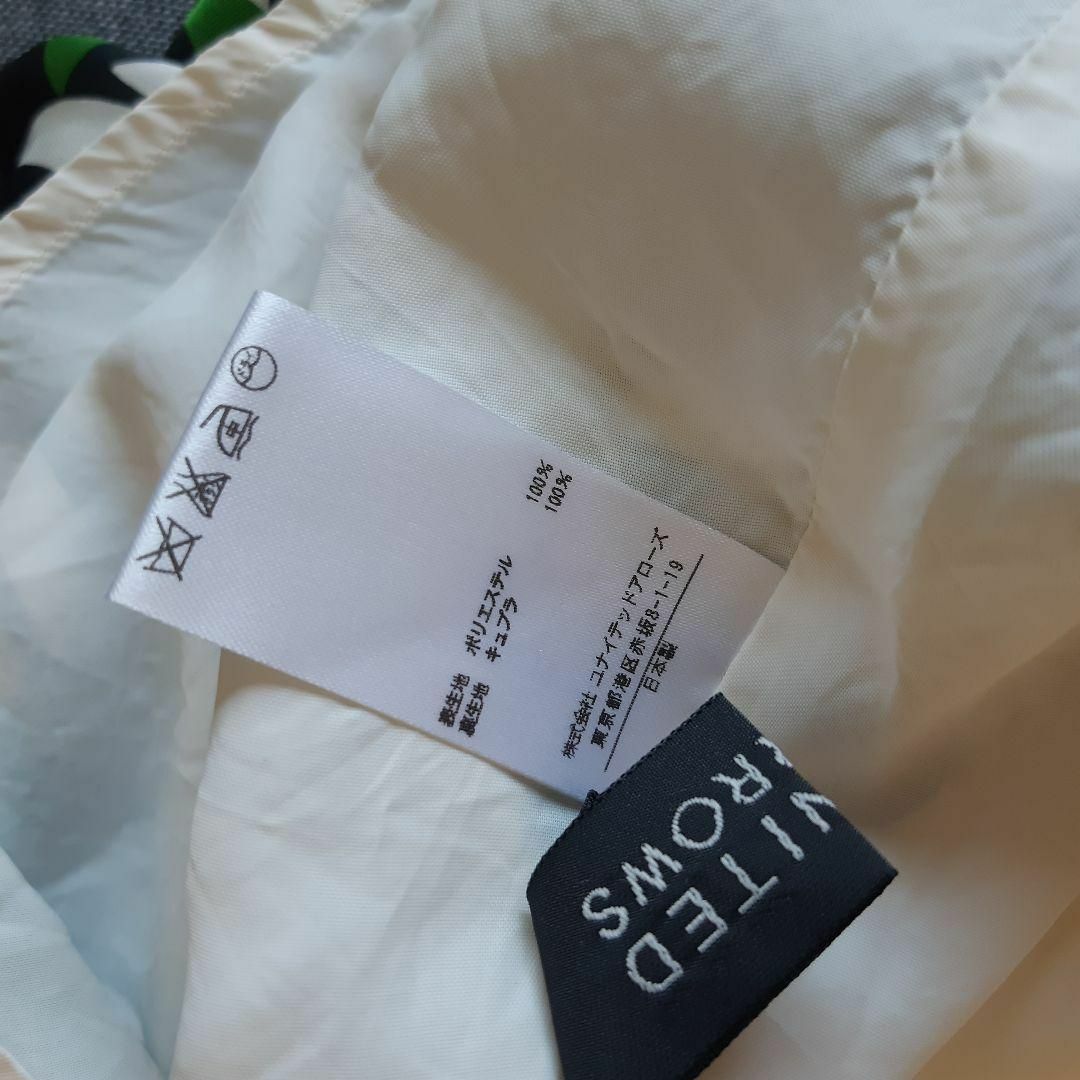 表生地 ポリエステル 100%
裏生地 キュプラ 100%
株式会社 ユナイテッドアローズ
東京都港区赤坂8-1-19
日本製
NITED
RROWS